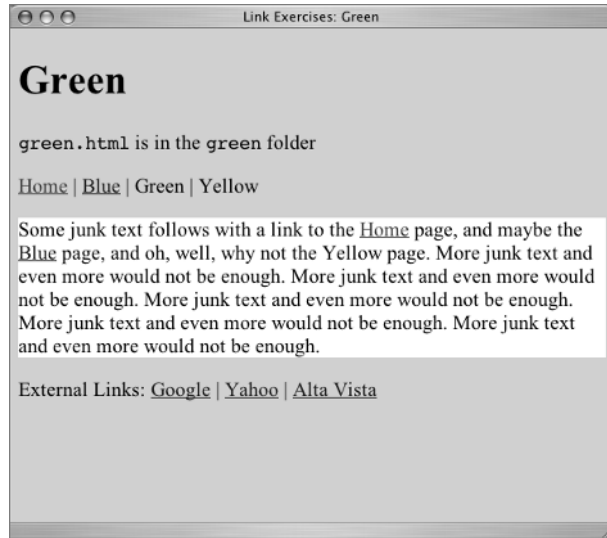 Link Exercises: Green
Green
green.html is in the green folder
Home | Blue | Green | Yellow
Some junk text follows with a link to the Home page, and maybe the
Blue page, and oh, well, why not the Yellow page. More junk text and
even more would not be enough. More junk text and even more would
not be enough. More junk text and even more would not be enough.
More junk text and even more would not be enough. More junk text
and even more would not be enough.
External Links: Google | Yahoo | Alta Vista